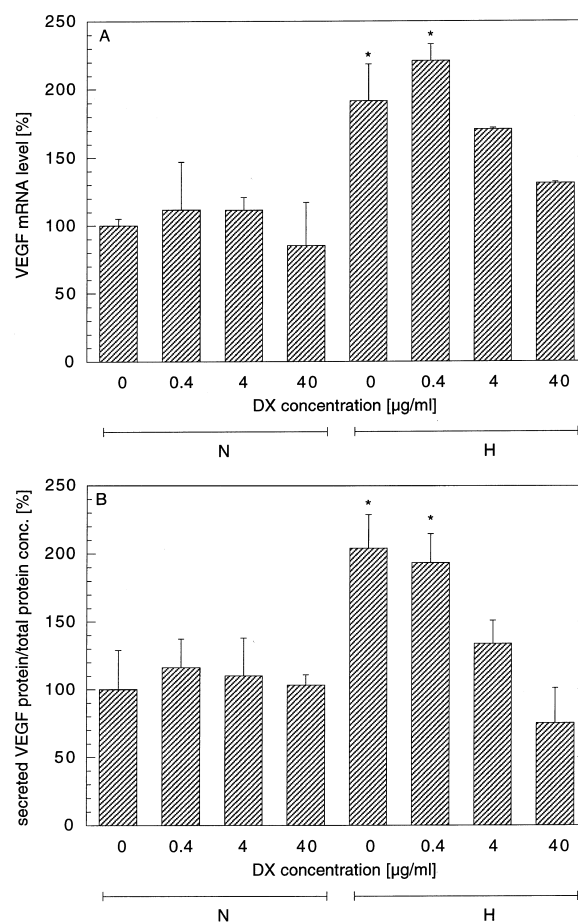 A
VEGF mRNA level [%]
250
200
150
100
50
0
* *
0 0.4 4 40 0 0.4 4 40
DX concentration [µg/ml]
N H
B
secreted VEGF protein/total protein conc. [%]
250
200
150
100
50
0
* *
0 0.4 4 40 0 0.4 4 40
DX concentration [µg/ml]
N H